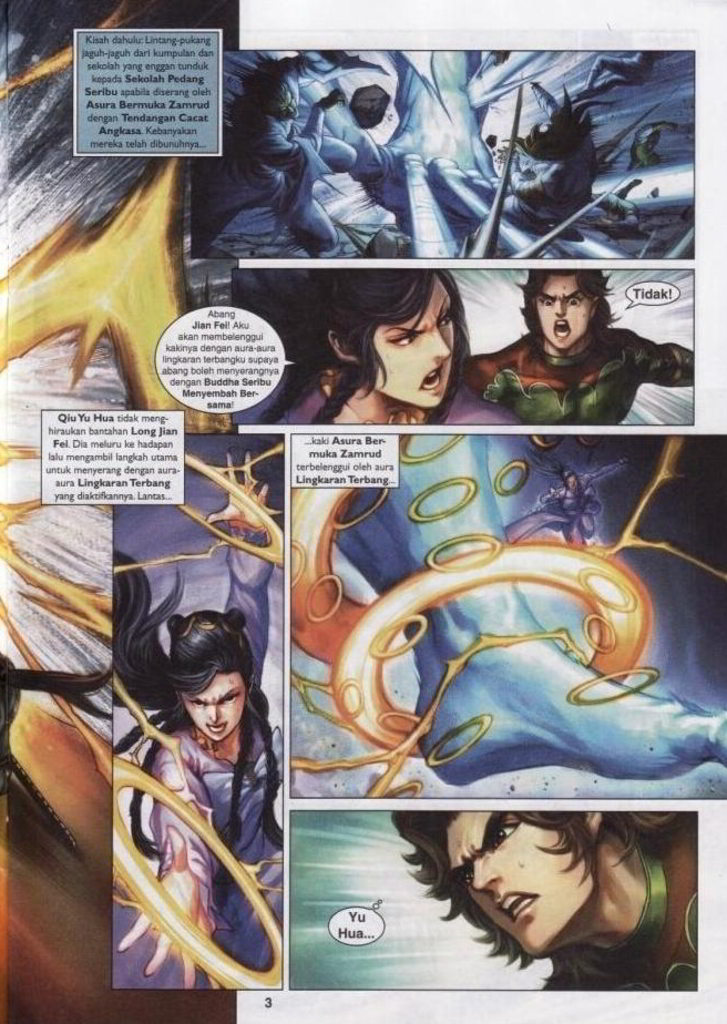 Kisah dahulu: Lintang-pukang
jaguh-jaguh dari kumpulan dan
sekolah yang enggan tunduk
kepada Sekolah Pedang
Seribu apabila diserang oleh
Asura Bermuka Zamrud
dengan Tendangan Cacat
Angkasa. Kebanyakan
mereka telah dibunuhnya...
Tidak!
Abang
Jian Fei! Aku
akan membelenggui
kakinya dengan aura-aura
lingkaran terbangku supaya
abang boleh menyerangnya
dengan Buddha Seribu
Menyembah Ber-
sama!
Qiu Yu Hua tidak meng-
hiraukan bantahan Long Jian
Fei. Dia meluru ke hadapan
lalu mengambil langkah utama
untuk menyerang dengan aura-
aura Lingkaran Terbang
yang diaktifkannya. Lantas...
...kaki Asura Ber-
muka Zamrud
terbelenggui oleh aura
Lingkaran Terbang...
Yu
Hua...
3